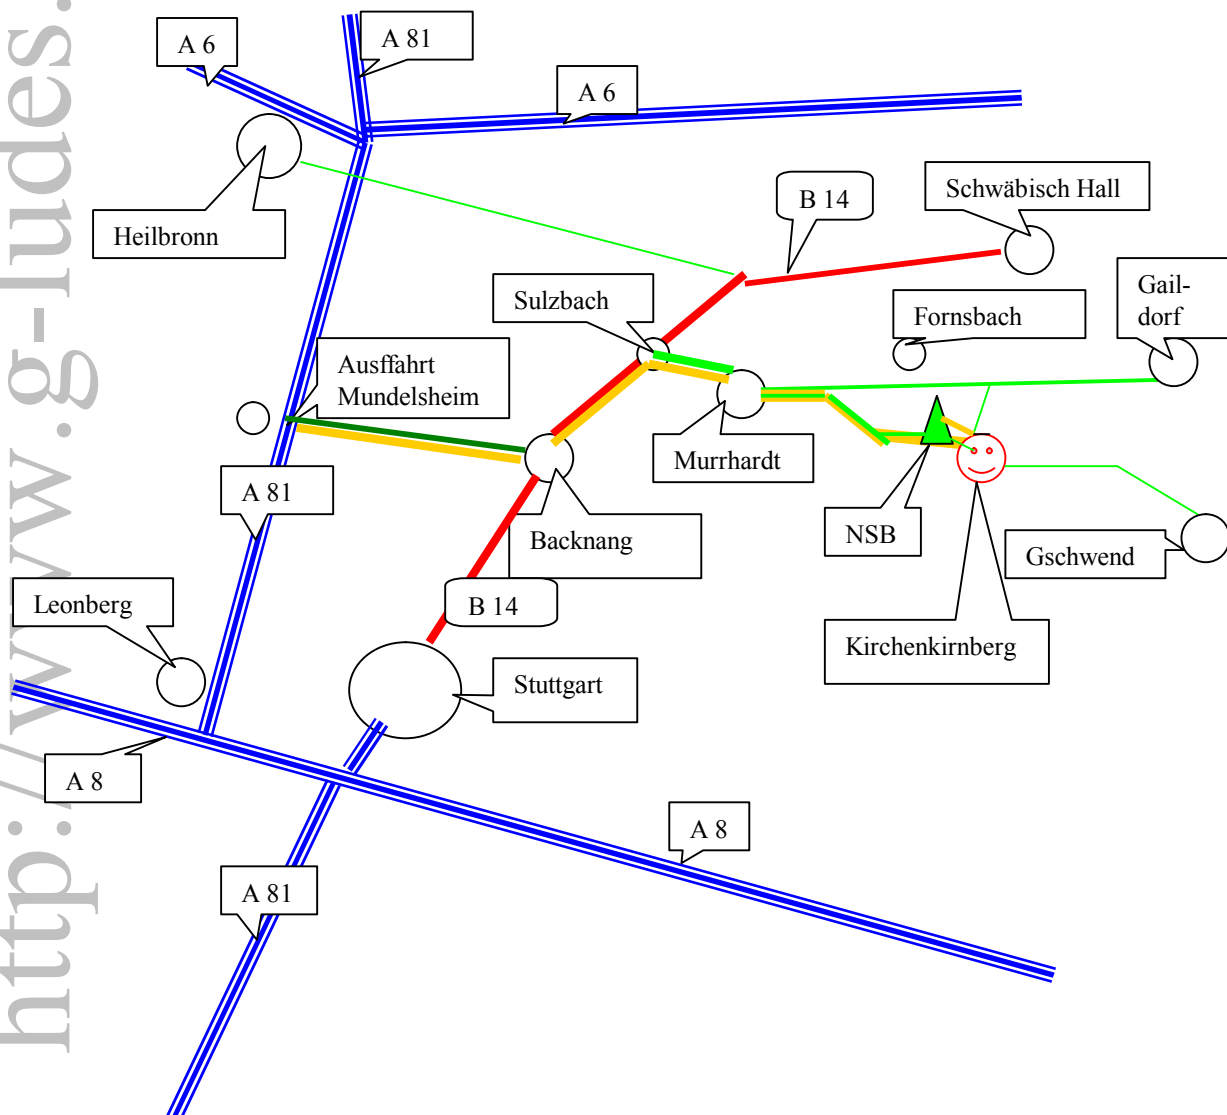 A 6
A 81
A 6
Schwäbisch Hall
B 14
Heilbronn
Gail-
dorf
Sulzbach
Fornsbach
Ausffahrt
Mundelsheim
Murrhardt
A 81
NSB
Backnang
Gschwend
Leonberg
B 14
Kirchenkirnberg
Stuttgart
A 8
A 8
A 81
http://www.g-ludes.